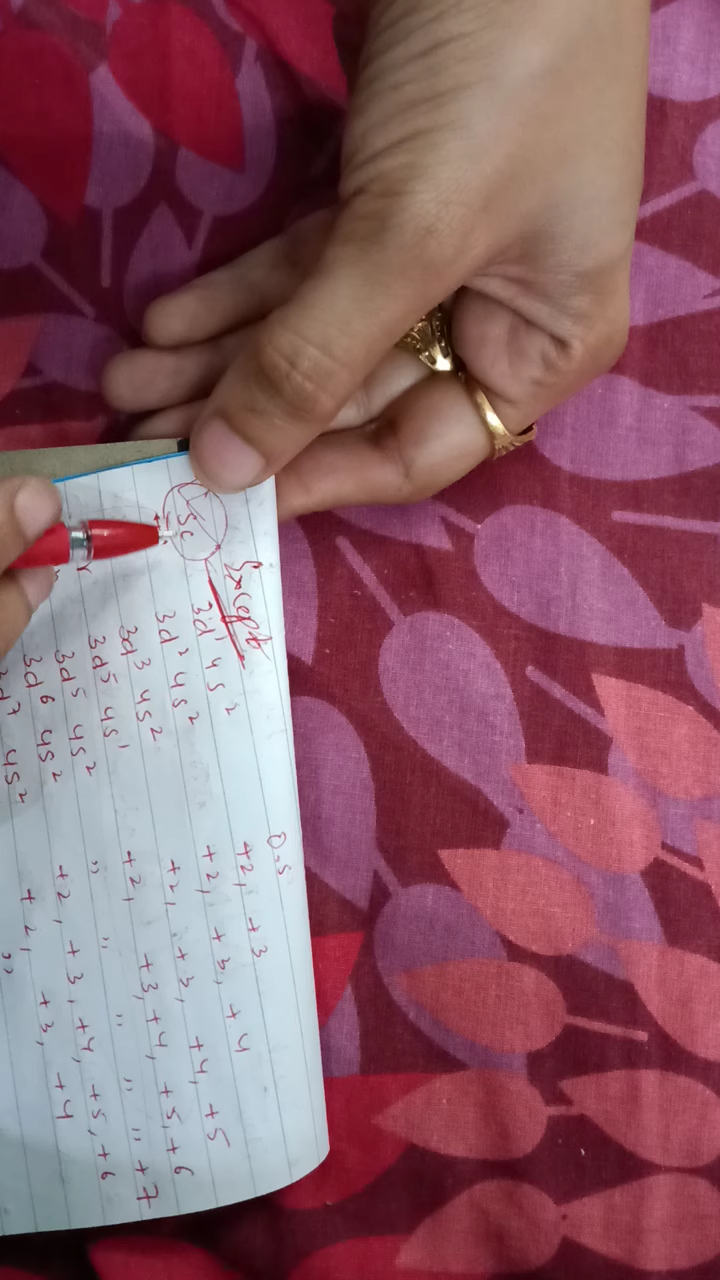 Except O.S
Sc 3d¹ 4s² +2, +3
3d² 4s² +2, +3, +4
3d³ 4s² +2, +3, +4, +5
3d⁵ 4s¹ +2, +3, +4, +5, +6
3d⁵ 4s² " " " " " +7
3d⁶ 4s² +2, +3, +4, +5, +6
3d⁷ 4s² +2, +3, +4